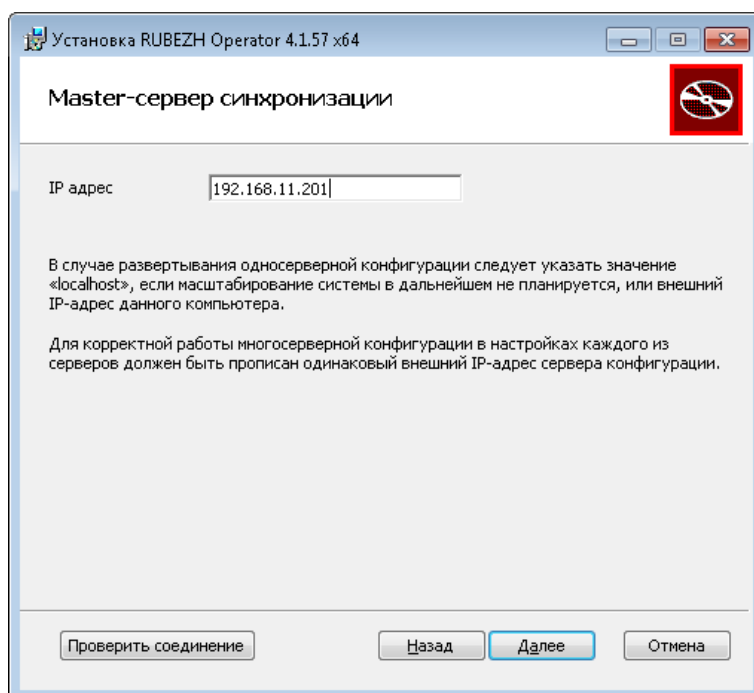 Установка RUBEZH Operator 4.1.57 x64
Master-сервер синхронизации
IP адрес
192.168.11.201
В случае развертывания односерверной конфигурации следует указать значение
«localhost», если масштабирование системы в дальнейшем не планируется, или внешний
IP-адрес данного компьютера.
Для корректной работы многосерверной конфигурации в настройках каждого из
серверов должен быть прописан одинаковый внешний IP-адрес сервера конфигурации.
Проверить соединение
Назад
Далее
Отмена